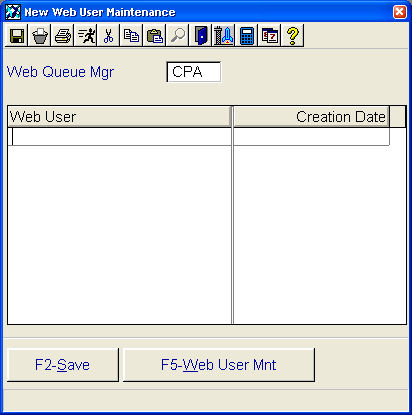 New Web User Maintenance
Web Queue Mgr CPA
Web User Creation Date
F2-Save F5-Web User Mnt